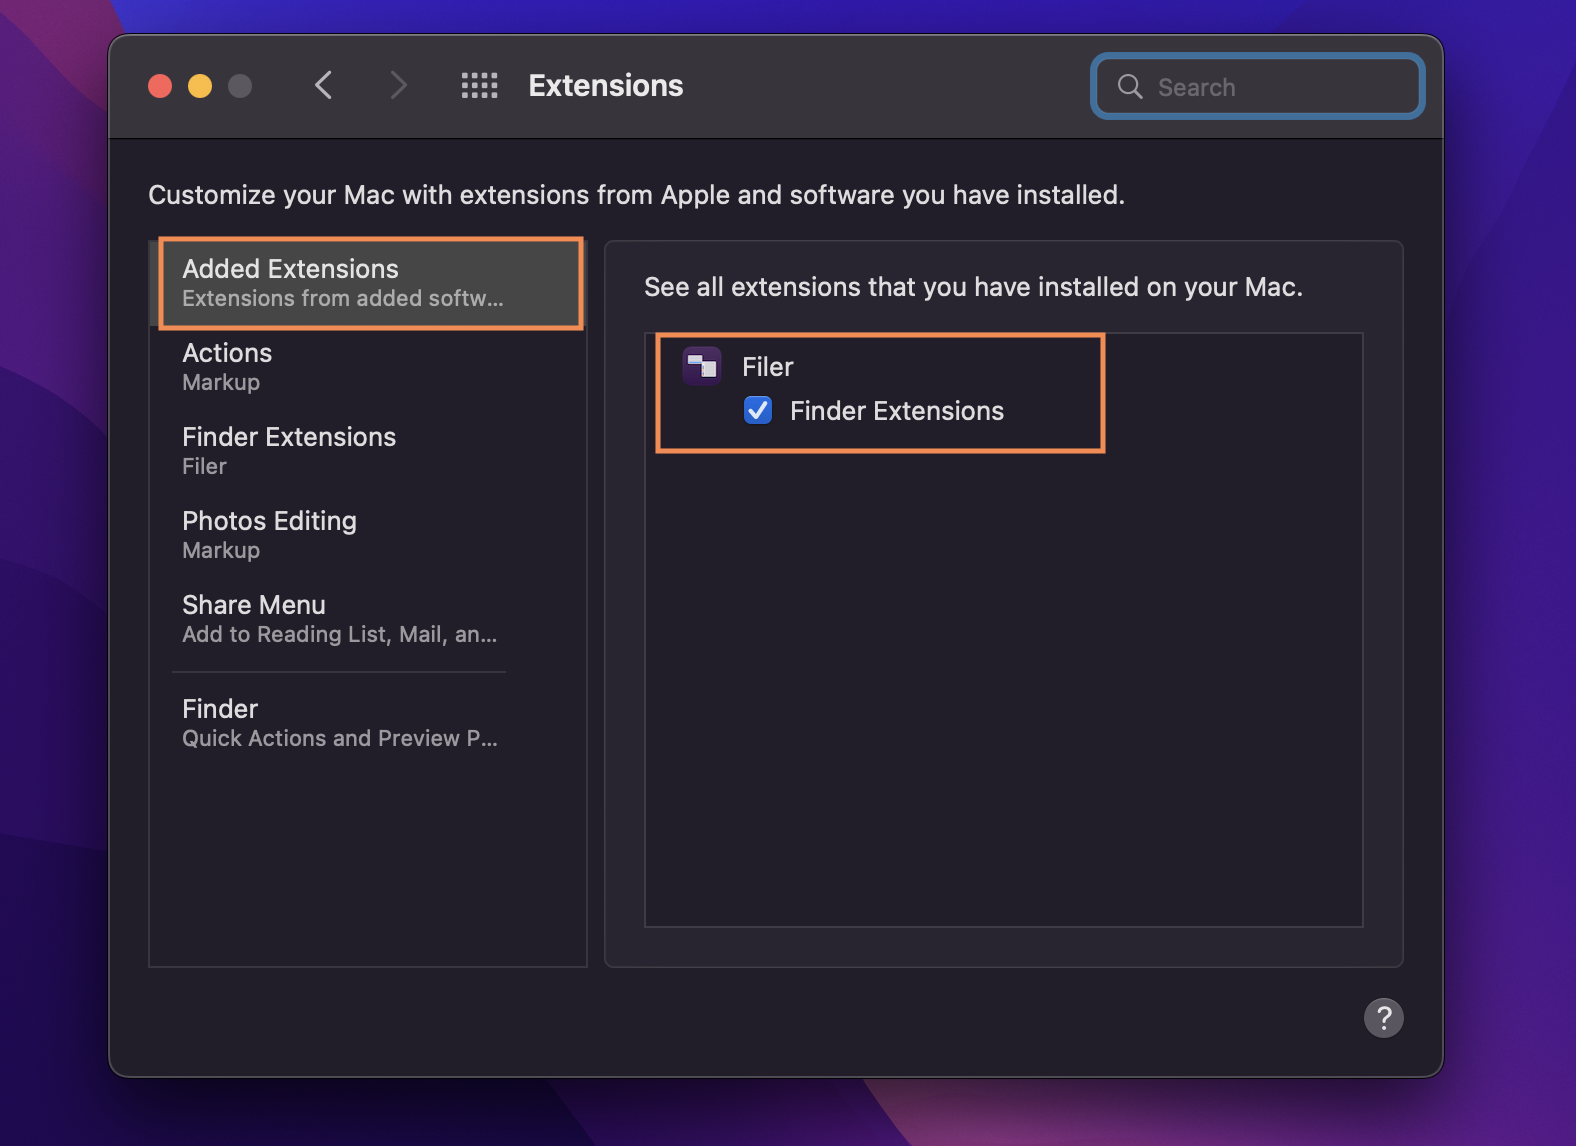 Extensions
Search
Customize your Mac with extensions from Apple and software you have installed.
Added Extensions
Extensions from added softw...
Actions
Markup
Finder Extensions
Filer
Photos Editing
Markup
Share Menu
Add to Reading List, Mail, an...
Finder
Quick Actions and Preview P...
See all extensions that you have installed on your Mac.
Filer
Finder Extensions
?